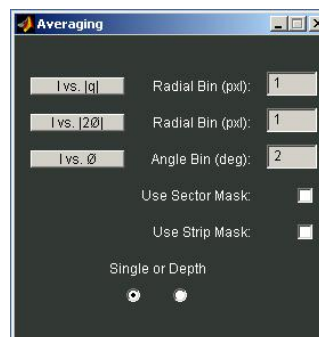 Averaging
I vs. |q| Radial Bin (pxl): 1
I vs. |2Ø| Radial Bin (pxl): 1
I vs. Ø Angle Bin (deg): 2
Use Sector Mask:
Use Strip Mask:
Single or Depth